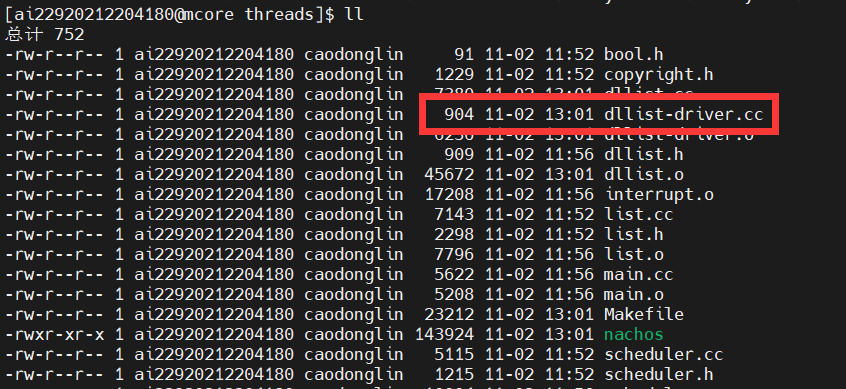 [ai22920212204180@mcore threads]$ ll
总计 752
-rw-r--r-- 1 ai22920212204180 caodonglin 91 11-02 11:52 bool.h
-rw-r--r-- 1 ai22920212204180 caodonglin 1229 11-02 11:52 copyright.h
-rw-r--r-- 1 ai22920212204180 caodonglin 7380 11-02 13:01 dllist.cc
-rw-r--r-- 1 ai22920212204180 caodonglin 904 11-02 13:01 dllist-driver.cc
-rw-r--r-- 1 ai22920212204180 caodonglin 6256 11-02 13:01 dllist-driver.o
-rw-r--r-- 1 ai22920212204180 caodonglin 909 11-02 11:56 dllist.h
-rw-r--r-- 1 ai22920212204180 caodonglin 45672 11-02 13:01 dllist.o
-rw-r--r-- 1 ai22920212204180 caodonglin 17208 11-02 11:56 interrupt.o
-rw-r--r-- 1 ai22920212204180 caodonglin 7143 11-02 11:52 list.cc
-rw-r--r-- 1 ai22920212204180 caodonglin 2298 11-02 11:52 list.h
-rw-r--r-- 1 ai22920212204180 caodonglin 7796 11-02 11:56 list.o
-rw-r--r-- 1 ai22920212204180 caodonglin 5622 11-02 11:56 main.cc
-rw-r--r-- 1 ai22920212204180 caodonglin 5208 11-02 11:56 main.o
-rw-r--r-- 1 ai22920212204180 caodonglin 23212 11-02 13:01 Makefile
-rwxr-xr-x 1 ai22920212204180 caodonglin 143924 11-02 13:01 nachos
-rw-r--r-- 1 ai22920212204180 caodonglin 5115 11-02 11:52 scheduler.cc
-rw-r--r-- 1 ai22920212204180 caodonglin 1215 11-02 11:52 scheduler.h